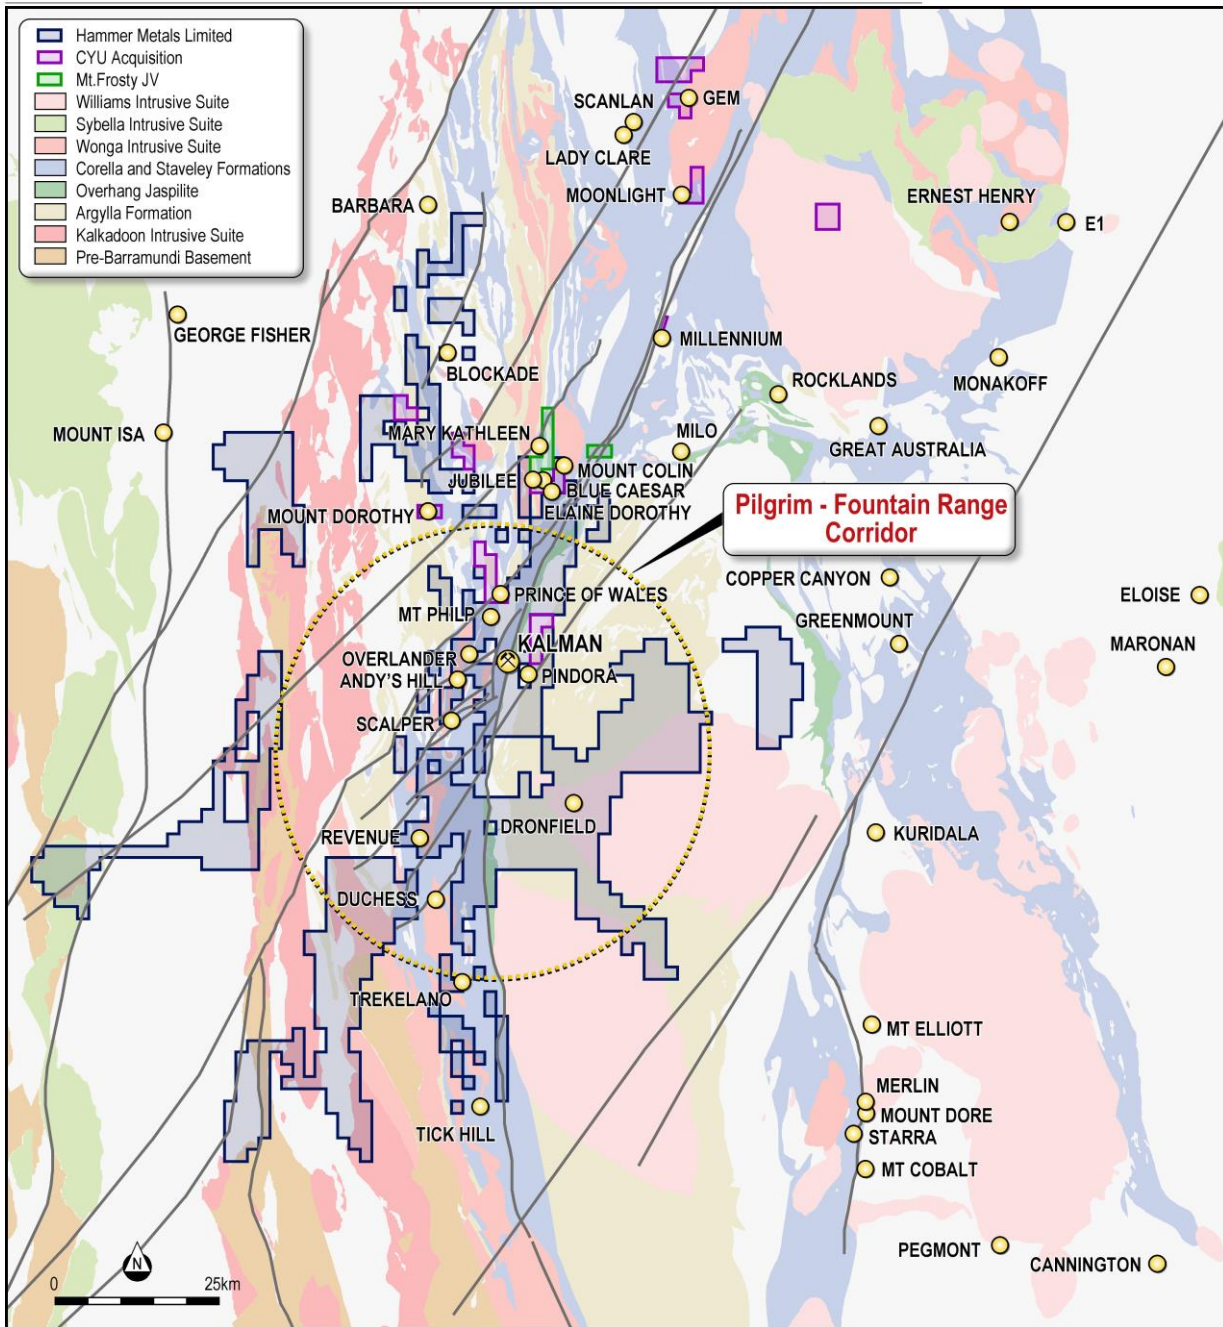 Hammer Metals Limited
CYU Acquisition
Mt.Frosty JV
Williams Intrusive Suite
Sybella Intrusive Suite
Wonga Intrusive Suite
Corella and Staveley Formations
Overhang Jaspilite
Argylla Formation
Kalkadoon Intrusive Suite
Pre-Barramundi Basement
SCANLAN
GEM
LADY CLARE
MOONLIGHT
BARBARA
ERNEST HENRY
E1
GEORGE FISHER
MILLENNIUM
BLOCKADE
MONAKOFF
ROCKLANDS
MOUNT ISA
MARY KATHLEEN
MILO
GREAT AUSTRALIA
MOUNT COLIN
JUBILEE
BLUE CAESAR
ELAINE DOROTHY
MOUNT DOROTHY
Pilgrim - Fountain Range
Corridor
COPPER CANYON
PRINCE OF WALES
ELOISE
MT PHILP
GREENMOUNT
KALMAN
MARONAN
OVERLANDER
ANDY'S HILL
PINDORA
SCALPER
DRONFIELD
REVENUE
KURIDALA
DUCHESS
TREKELANO
MT ELLIOTT
MERLIN
MOUNT DORE
TICK HILL
STARRA
MT COBALT
PEGMONT
CANNINGTON
N
0 25km